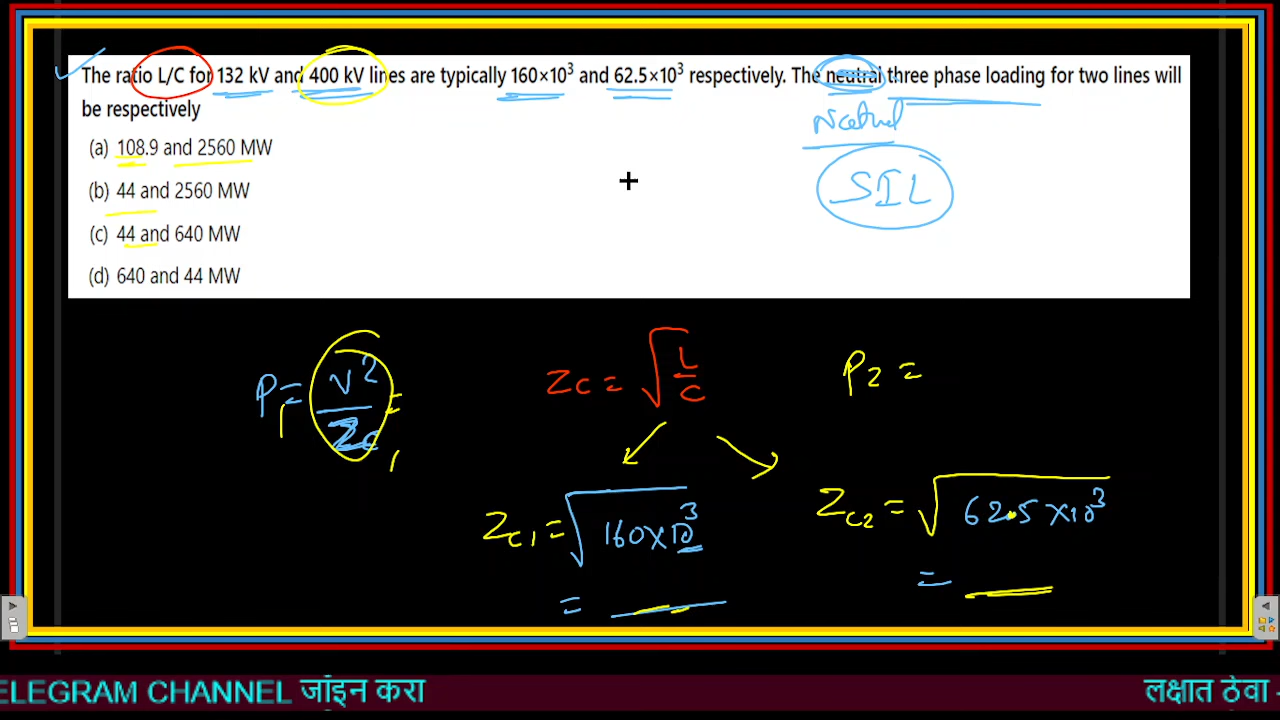 The ratio L/C for 132 kV and 400 kV lines are typically 160×10³ and 62.5×10³ respectively. The neutral three phase loading for two lines will
be respectively
Natural
(a) 108.9 and 2560 MW
(b) 44 and 2560 MW
SIL
(c) 44 and 640 MW
(d) 640 and 44 MW
P1 = V²/Zc1 =
Zc = √L/C
P2 =
Zc1 = √160×10³
=
Zc2 = √62.5×10³
=
ELEGRAM CHANNEL जॉइन करा
लक्षात ठेवा